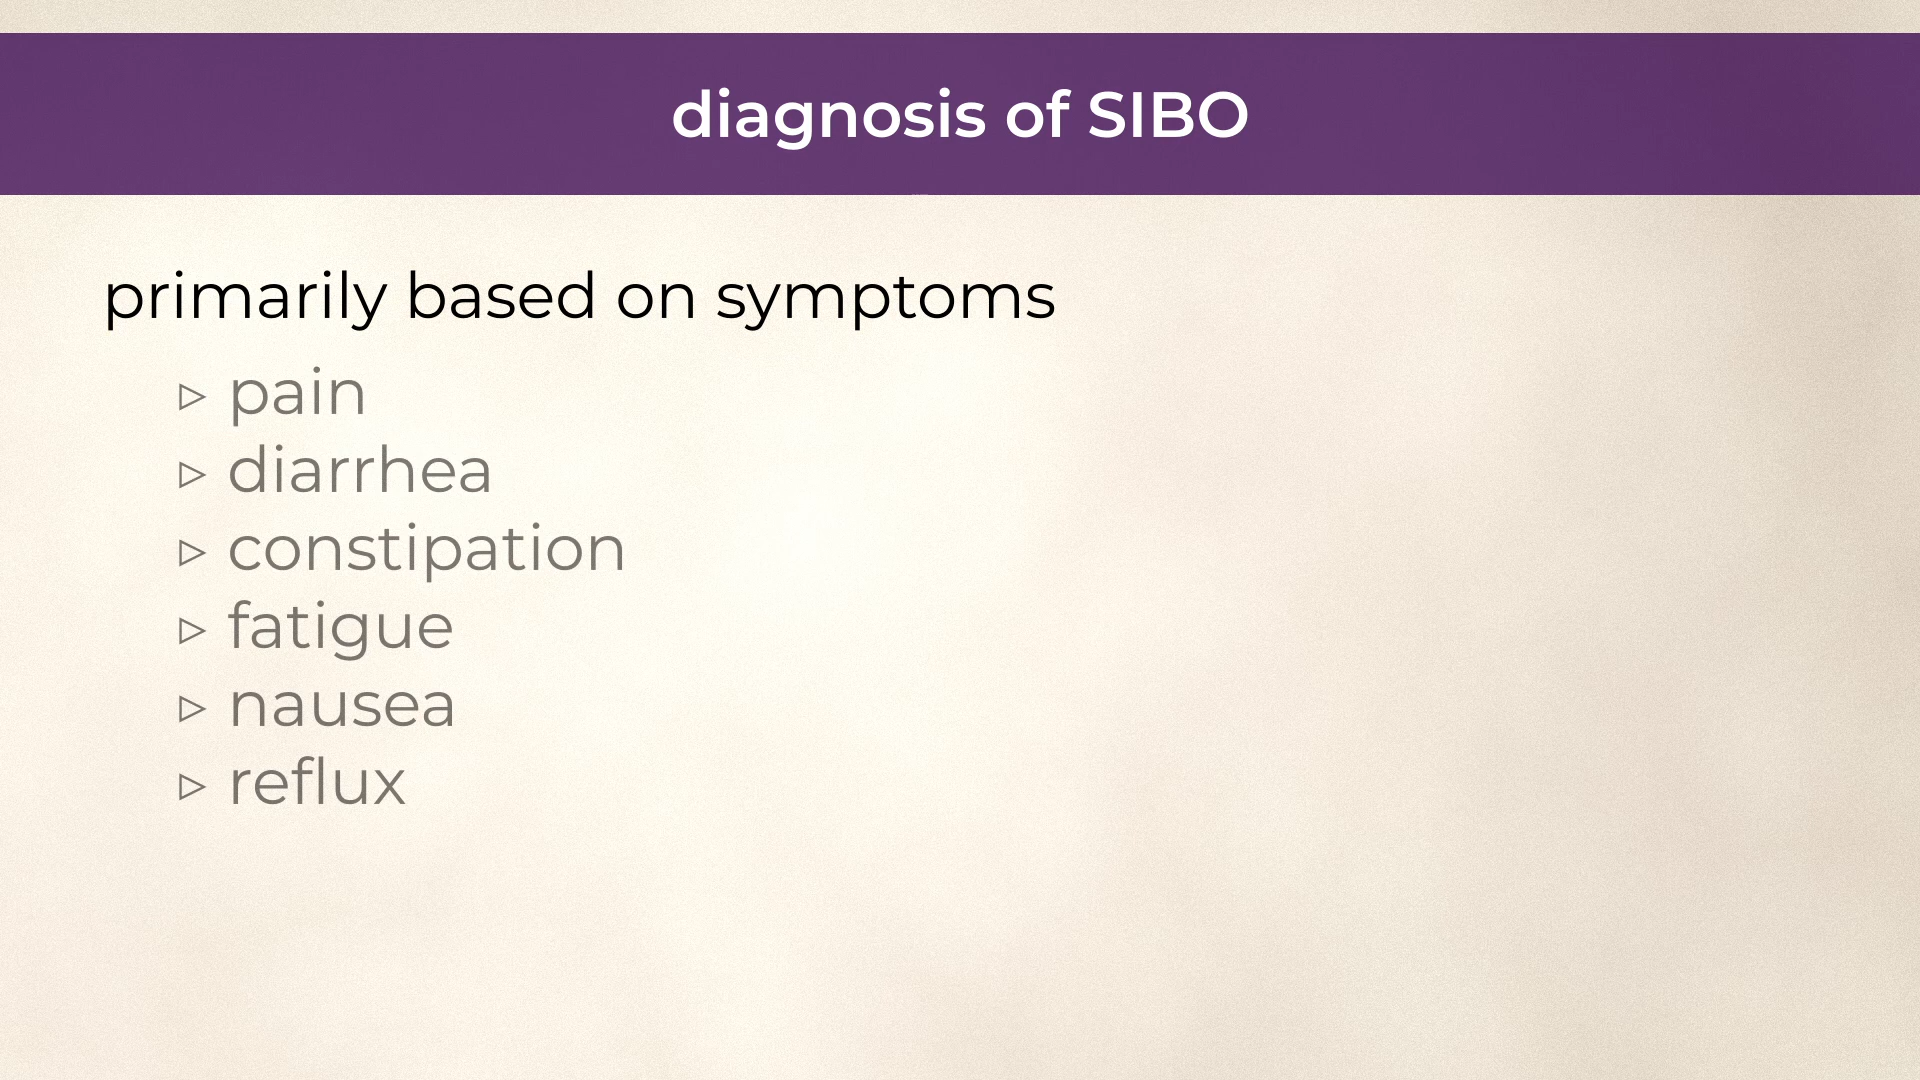 diagnosis of SIBO
primarily based on symptoms
▷ pain
▷ diarrhea
▷ constipation
▷ fatigue
▷ nausea
▷ reflux